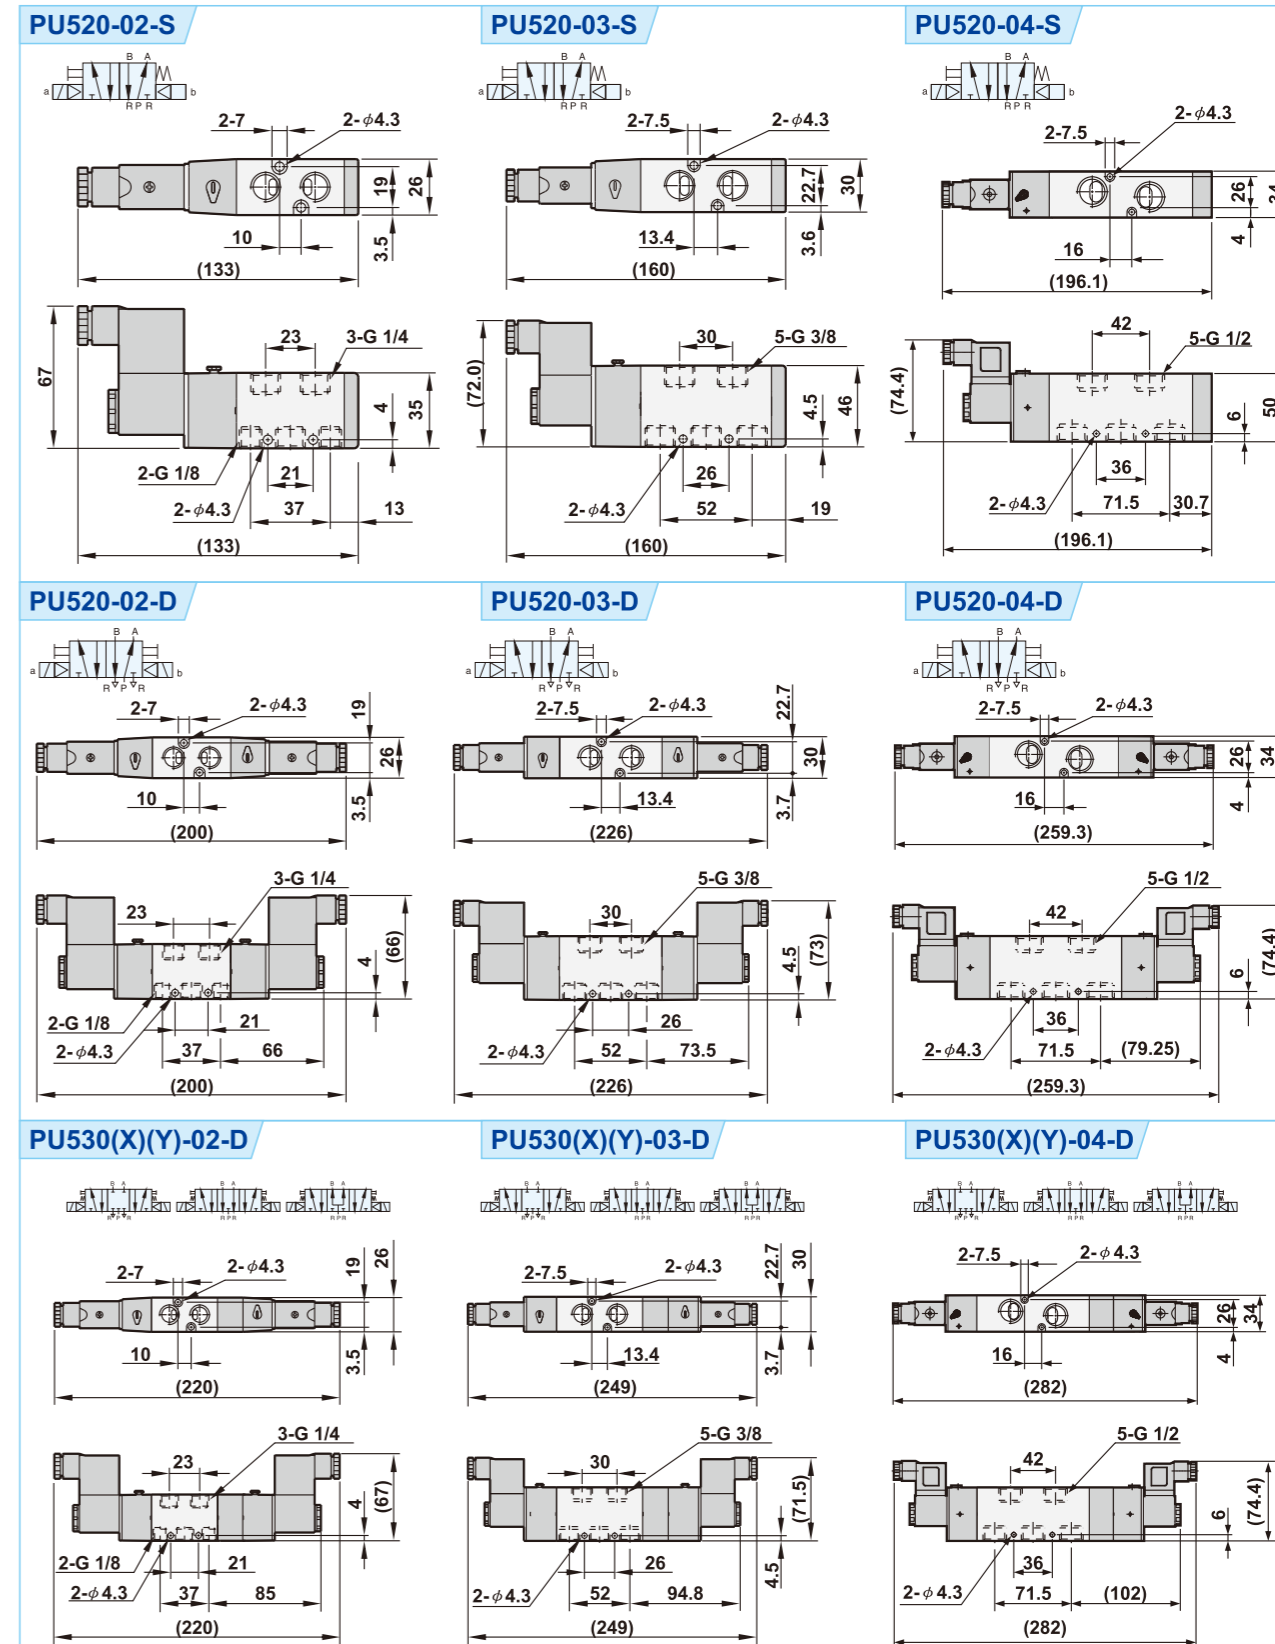 PU520-02-S
PU520-03-S
PU520-04-S
B A
a b
R P R
B A
a b
R P R
B A
a b
R P R
2-7
2-φ4.3
19
26
10
3.5
(133)
2-7.5
2-φ4.3
22.7
30
13.4
3.6
(160)
2-7.5
2-φ4.3
26
34
16
4
(196.1)
67
23
3-G 1/4
4
35
2-G 1/8
21
2-φ4.3
37
13
(133)
(72.0)
30
5-G 3/8
4.5
46
26
2-φ4.3
52
19
(160)
(74.4)
42
5-G 1/2
6
50
36
2-φ4.3
71.5
30.7
(196.1)
PU520-02-D
PU520-03-D
PU520-04-D
B A
a b
R P R
B A
a b
R P R
B A
a b
R P R
2-7
2-φ4.3
19
26
10
3.5
(200)
2-7.5
2-φ4.3
22.7
30
13.4
3.7
(226)
2-7.5
2-φ4.3
26
34
16
4
(259.3)
3-G 1/4
23
(66)
4
2-G 1/8
21
2-φ4.3
37
66
(200)
5-G 3/8
30
(73)
4.5
26
2-φ4.3
52
73.5
(226)
5-G 1/2
42
(74.4)
6
36
2-φ4.3
71.5
(79.25)
(259.3)
PU530(X)(Y)-02-D
PU530(X)(Y)-03-D
PU530(X)(Y)-04-D
B A
R P R
B A
R P R
B A
R P R
B A
R P R
B A
R P R
B A
R P R
B A
R P R
B A
R P R
B A
R P R
2-7
2-φ4.3
19
26
10
3.5
(220)
2-7.5
2-φ4.3
22.7
30
13.4
3.7
(249)
2-7.5
2-φ4.3
26
34
16
4
(282)
3-G 1/4
23
(67)
4
2-G 1/8
21
2-φ4.3
37
85
(220)
5-G 3/8
30
(71.5)
4.5
26
2-φ4.3
52
94.8
(249)
5-G 1/2
42
(74.4)
6
36
2-φ4.3
71.5
(102)
(282)